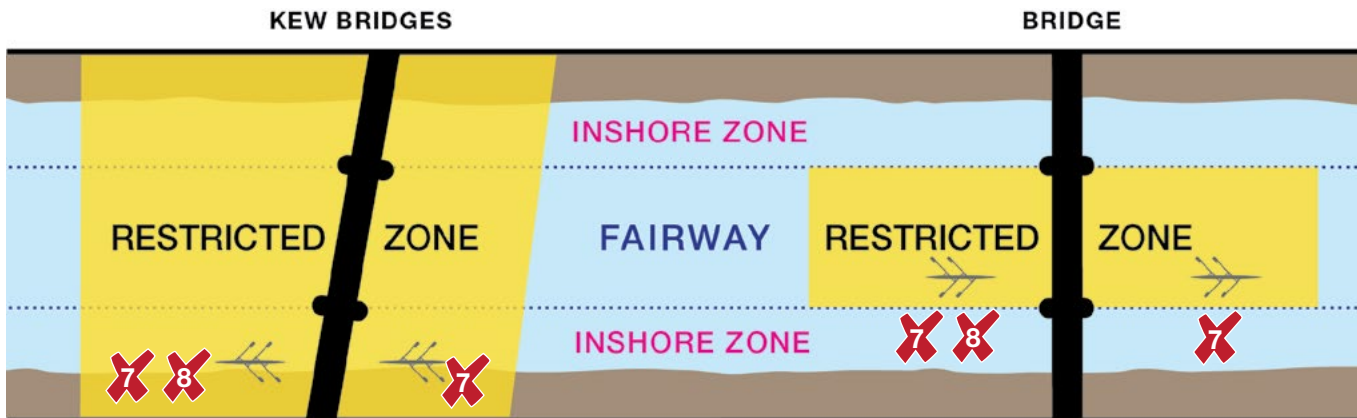 KEW BRIDGES
BRIDGE
INSHORE ZONE
RESTRICTED ZONE
FAIRWAY
RESTRICTED ZONE
INSHORE ZONE
7 8
7
7 8
7